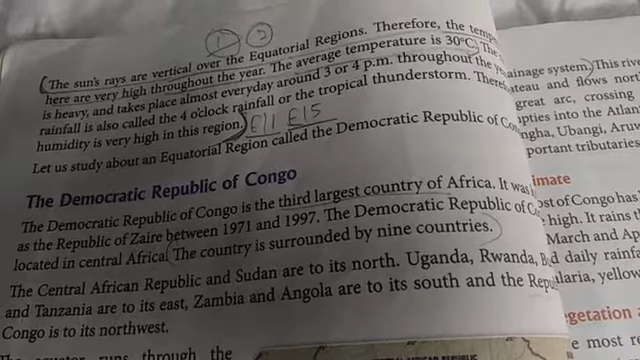 The sun's rays are vertical over the Equatorial Regions. Therefore, the
here are very high throughout the year. The average temperature is 30°C. The
is heavy, and takes place almost everyday around 3 or 4 p.m. throughout the
rainfall is also called the 4 o'clock rainfall or the tropical thunderstorm.
humidity is very high in this region. E11 E15
Let us study about an Equatorial Region called the Democratic Republic of
The Democratic Republic of Congo
The Democratic Republic of Congo is the third largest country of Africa. It was
as the Republic of Zaire between 1971 and 1997. The Democratic Republic of
located in central Africa. The country is surrounded by nine countries.
The Central African Republic and Sudan are to its north. Uganda, Rwanda,
and Tanzania are to its east, Zambia and Angola are to its south and the
Congo is to its northwest.
runs through the
ainage system. This
ateau and flows
great arc, crossing
pties into the
ngha, Ubangi,
portant tributaries
imate
ost of Congo has
high. It rains
March and
d daily
laria, yellow
getation
e most